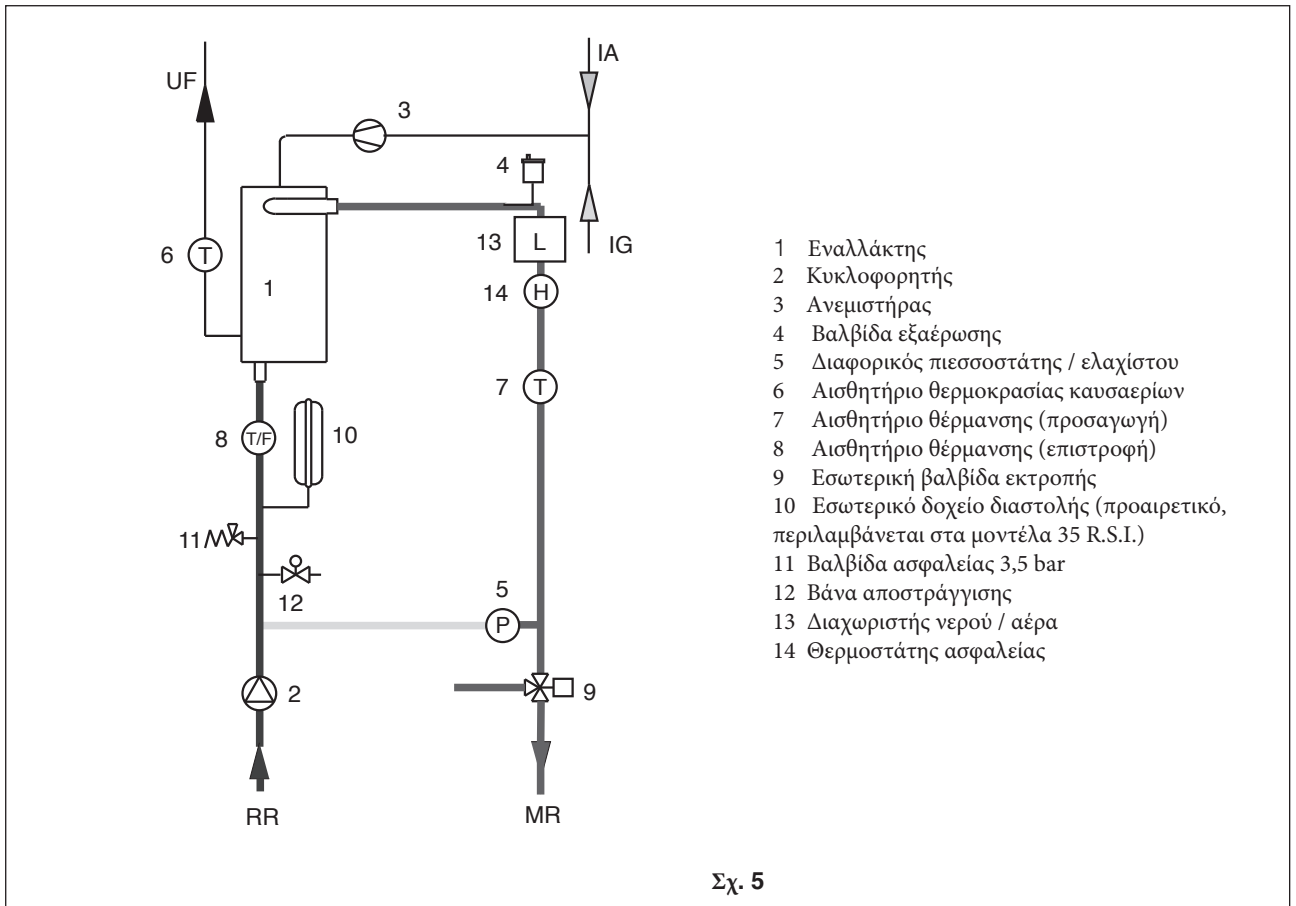 UF
IA
3
4
6 T
1
13 L
IG
14 H
7 T
8 T/F
10
11
12
5
P
2
9
RR
MR
1 Εναλλάκτης
2 Κυκλοφορητής
3 Ανεμιστήρας
4 Βαλβίδα εξαέρωσης
5 Διαφορικός πιεσσοστάτης / ελαχίστου
6 Αισθητήριο θερμοκρασίας καυσαερίων
7 Αισθητήριο θέρμανσης (προσαγωγή)
8 Αισθητήριο θέρμανσης (επιστροφή)
9 Εσωτερική βαλβίδα εκτροπής
10 Εσωτερικό δοχείο διαστολής (προαιρετικό,
περιλαμβάνεται στα μοντέλα 35 R.S.I.)
11 Βαλβίδα ασφαλείας 3,5 bar
12 Βάνα αποστράγγισης
13 Διαχωριστής νερού / αέρα
14 Θερμοστάτης ασφαλείας
Σχ. 5